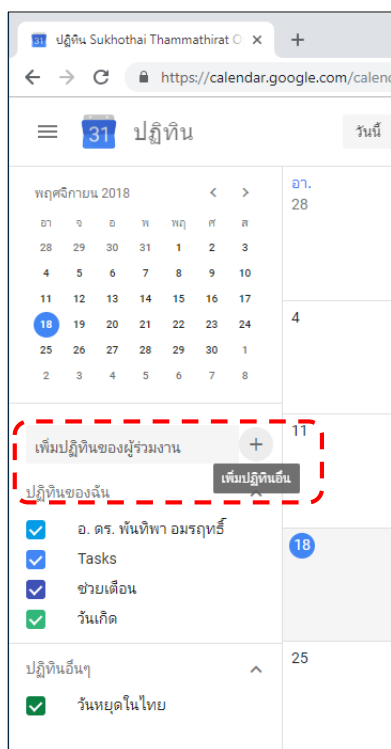 ปฏิทิน Sukhothai Thammathirat O
https://calendar.google.com/calend
31 ปฏิทิน วันนี้
พฤศจิกายน 2018
อา จ อ พ พฤ ศ ส
28 29 30 31 1 2 3
4 5 6 7 8 9 10
11 12 13 14 15 16 17
18 19 20 21 22 23 24
25 26 27 28 29 30 1
2 3 4 5 6 7 8
อา.
28
4
11
18
25
เพิ่มปฏิทินของผู้ร่วมงาน
เพิ่มปฏิทินอื่น
ปฏิทินของฉัน
อ. ดร. พันทิพา อมรฤทธิ์
Tasks
ช่วยเตือน
วันเกิด
ปฏิทินอื่นๆ
วันหยุดในไทย